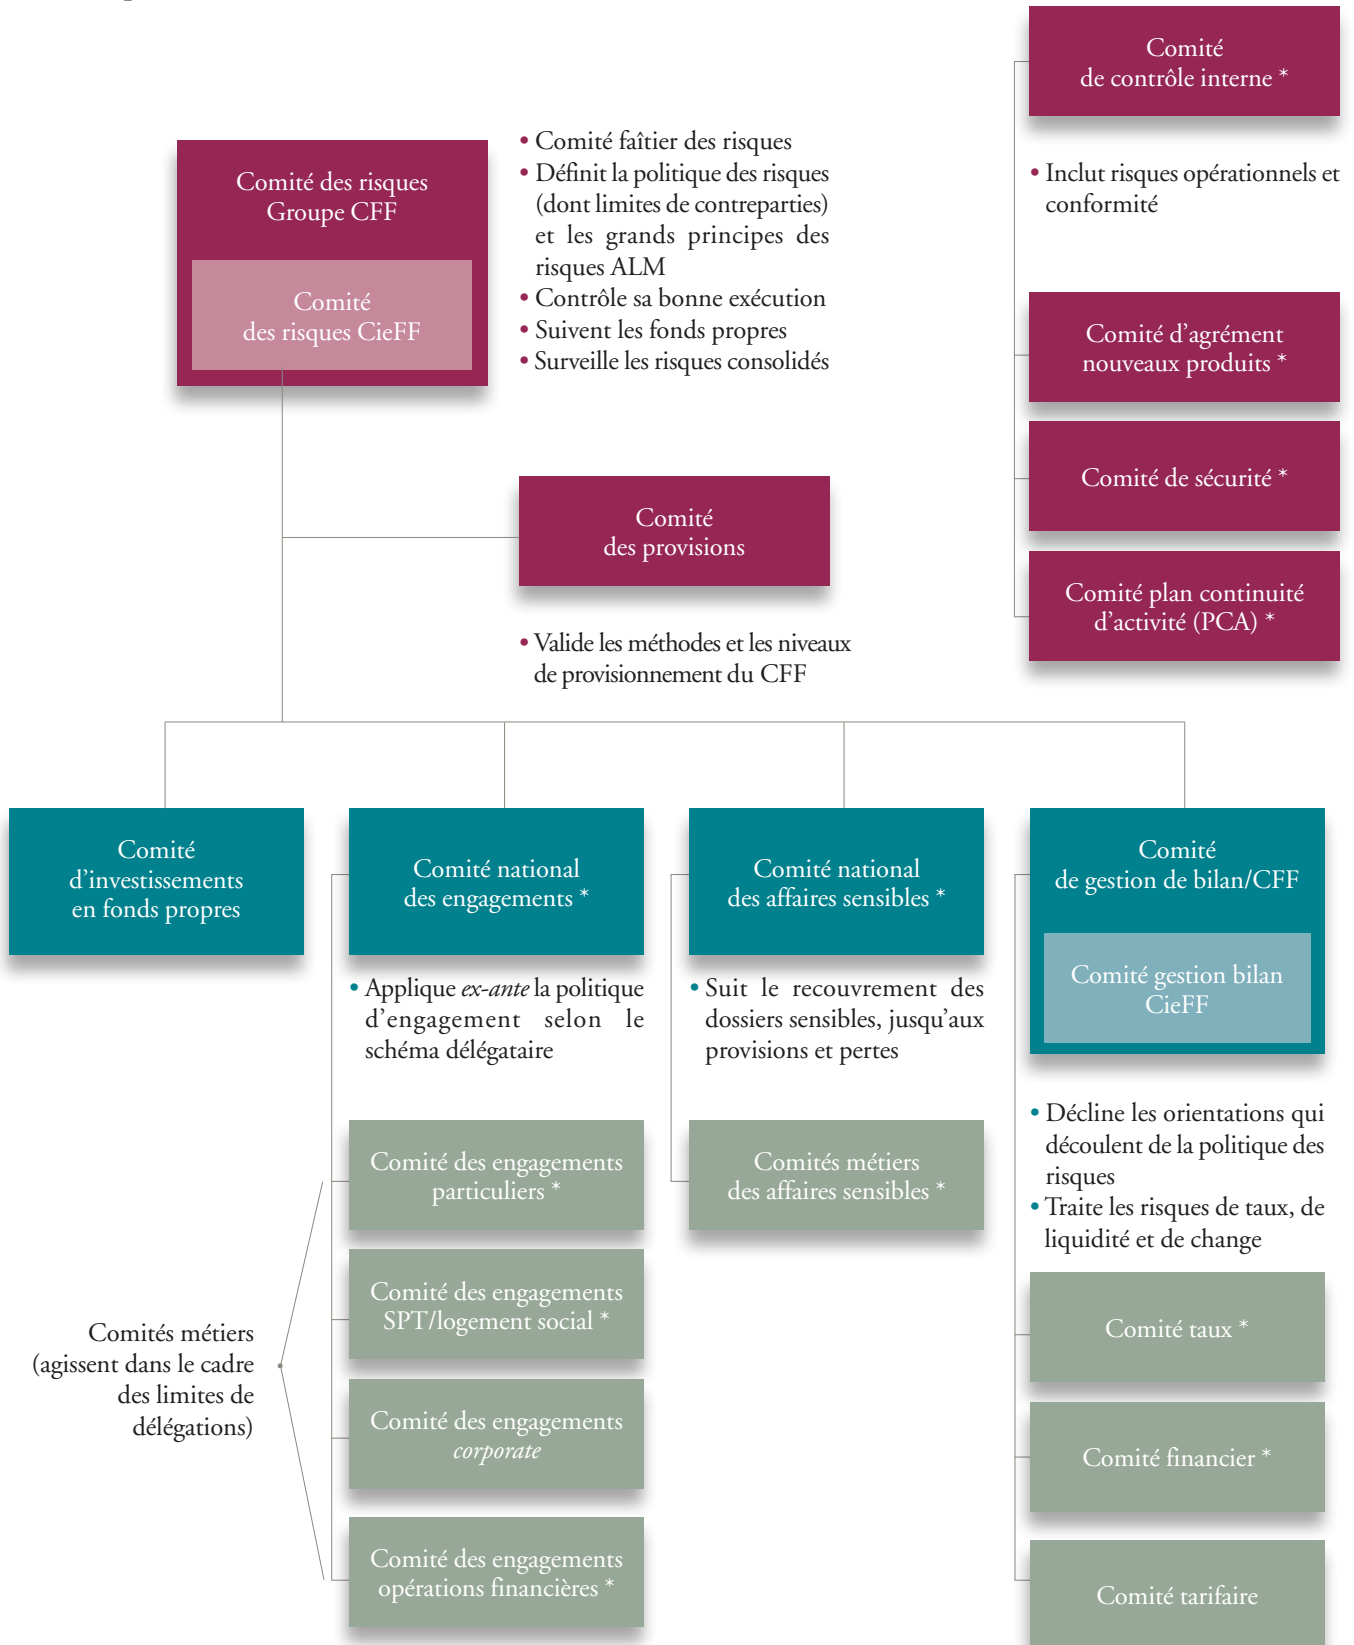 Comité des risques
Groupe CFF
Comité
des risques CieFF
• Comité faîtier des risques
• Définit la politique des risques
(dont limites de contreparties)
et les grands principes des
risques ALM
• Contrôle sa bonne exécution
• Suivent les fonds propres
• Surveille les risques consolidés
Comité
de contrôle interne *
• Inclut risques opérationnels et
conformité
Comité d’agrément
nouveaux produits *
Comité de sécurité *
Comité plan continuité
d’activité (PCA) *
Comité
des provisions
• Valide les méthodes et les niveaux
de provisionnement du CFF
Comité
d’investissements
en fonds propres
Comité national
des engagements *
• Applique ex-ante la politique
d’engagement selon le
schéma délégataire
Comité des engagements
particuliers *
Comité des engagements
SPT/logement social *
Comité des engagements
corporate
Comité des engagements
opérations financières *
Comités métiers
(agissent dans le cadre
des limites de
délégations)
Comité national
des affaires sensibles *
• Suit le recouvrement des
dossiers sensibles, jusqu’aux
provisions et pertes
Comités métiers
des affaires sensibles *
Comité
de gestion de bilan/CFF
Comité gestion bilan
CieFF
• Décline les orientations qui
découlent de la politique des
risques
• Traite les risques de taux, de
liquidité et de change
Comité taux *
Comité financier *
Comité tarifaire